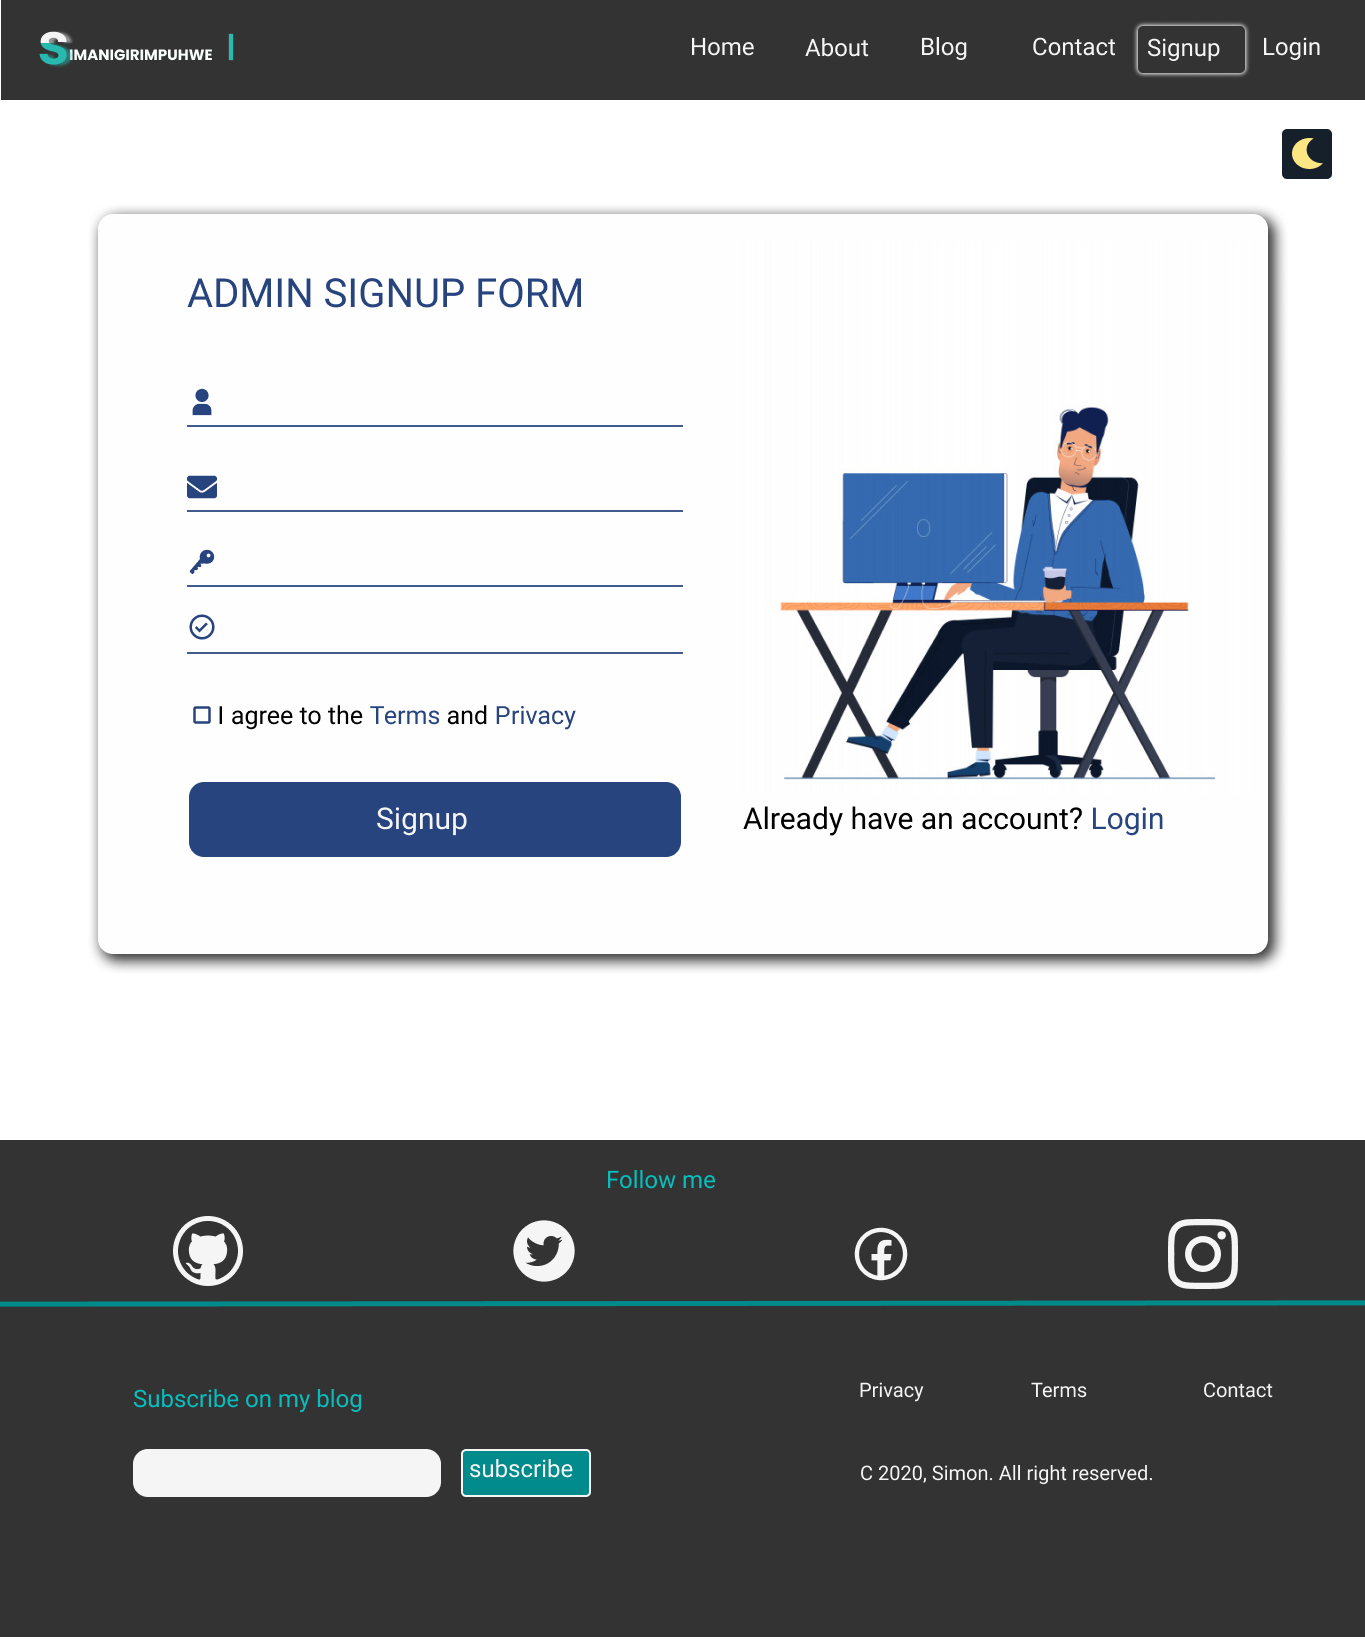 SIMANIGIRIMPUHWE
Home About Blog Contact Signup Login
ADMIN SIGNUP FORM
I agree to the Terms and Privacy
Signup
Already have an account? Login
Follow me
Subscribe on my blog
Privacy Terms Contact
subscribe
C 2020, Simon. All right reserved.